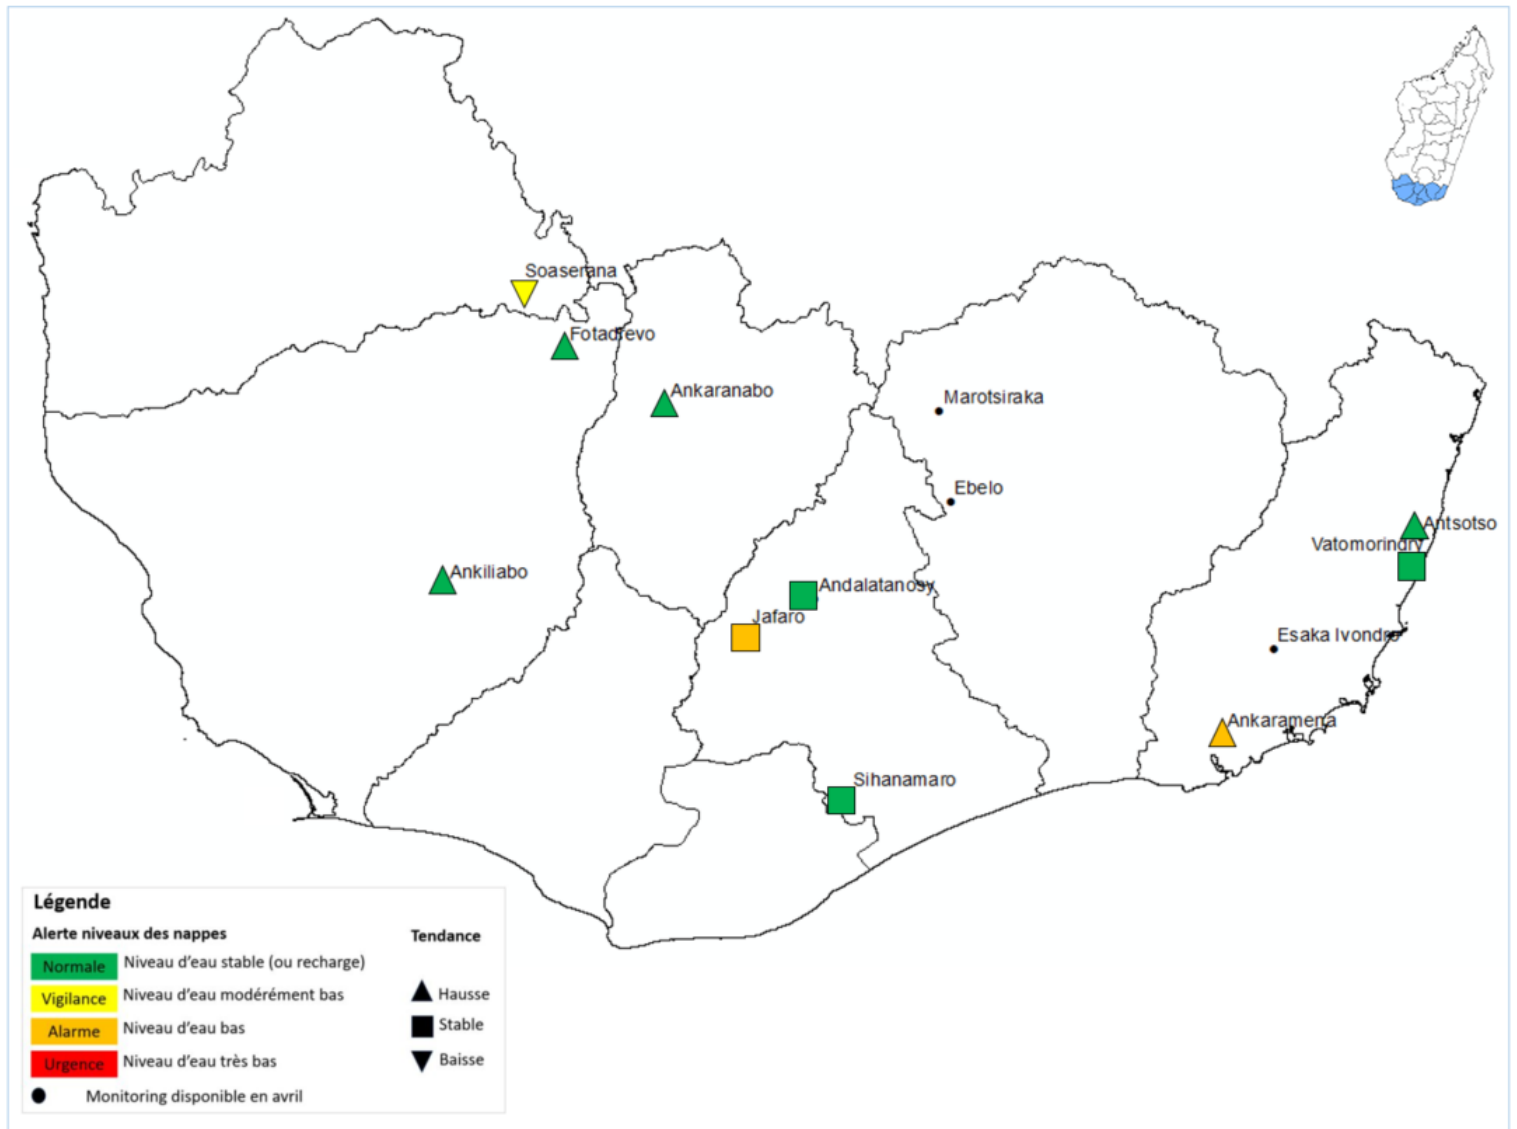 Soaserana
Fotadrevo
Ankaranabo
Marotsiraka
Ebelo
Antsotso
Vatomorindry
Ankiliabo
Andalatanosy
Jafaro
Esaka Ivondro
Ankaramena
Sihanamaro
Légende
Alerte niveaux des nappes
Normale Niveau d'eau stable (ou recharge)
Vigilance Niveau d'eau modérément bas
Alarme Niveau d'eau bas
Urgence Niveau d'eau très bas
Monitoring disponible en avril
Tendance
Hausse
Stable
Baisse